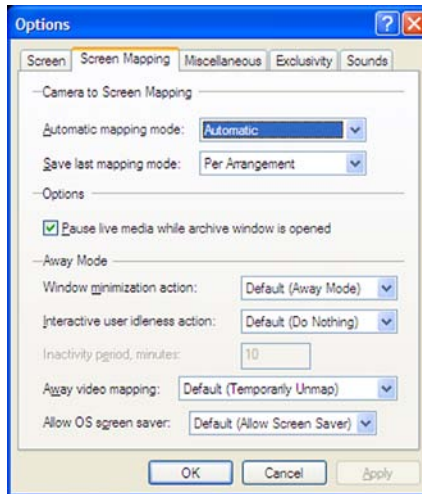 Options
Screen Screen Mapping Miscellaneous Exclusivity Sounds
Camera to Screen Mapping
Automatic mapping mode: Automatic
Save last mapping mode: Per Arrangement
Options
Pause live media while archive window is opened
Away Mode
Window minimization action: Default (Away Mode)
Interactive user idleness action: Default (Do Nothing)
Inactivity period, minutes: 10
Away video mapping: Default (Temporarily Unmap)
Allow OS screen saver: Default (Allow Screen Saver)
OK Cancel Apply